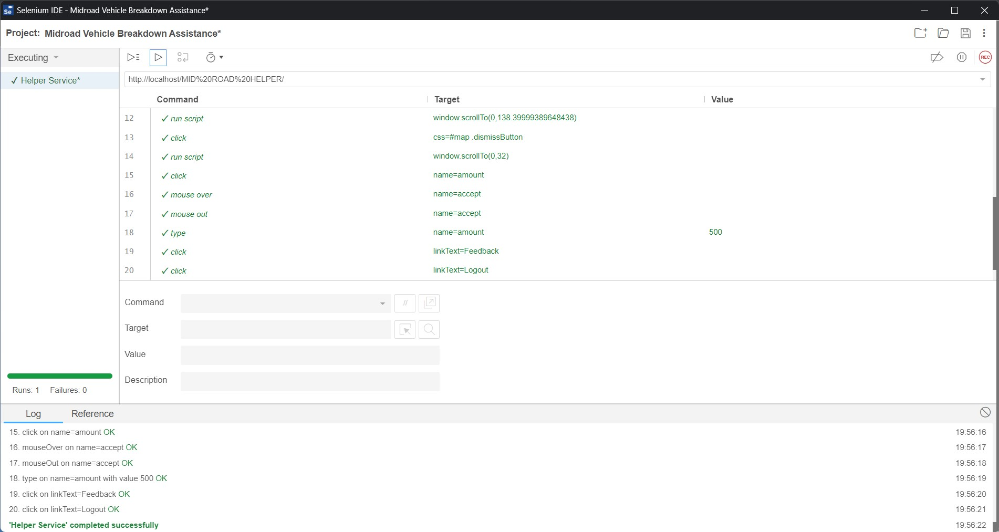 Selenium IDE - Midroad Vehicle Breakdown Assistance*
Project: Midroad Vehicle Breakdown Assistance*
Executing
REC
✓ Helper Service*
http://localhost/MID%20ROAD%20HELPER/
Command Target Value
12 ✓ run script window.scrollTo(0,138.39999389648438)
13 ✓ click css=#map .dismissButton
14 ✓ run script window.scrollTo(0,32)
15 ✓ click name=amount
16 ✓ mouse over name=accept
17 ✓ mouse out name=accept
18 ✓ type name=amount 500
19 ✓ click linkText=Feedback
20 ✓ click linkText=Logout
Command //
Target
Value
Description
Runs: 1 Failures: 0
Log Reference
15. click on name=amount OK 19:56:16
16. mouseOver on name=accept OK 19:56:17
17. mouseOut on name=accept OK 19:56:18
18. type on name=amount with value 500 OK 19:56:19
19. click on linkText=Feedback OK 19:56:20
20. click on linkText=Logout OK 19:56:21
'Helper Service' completed successfully 19:56:22